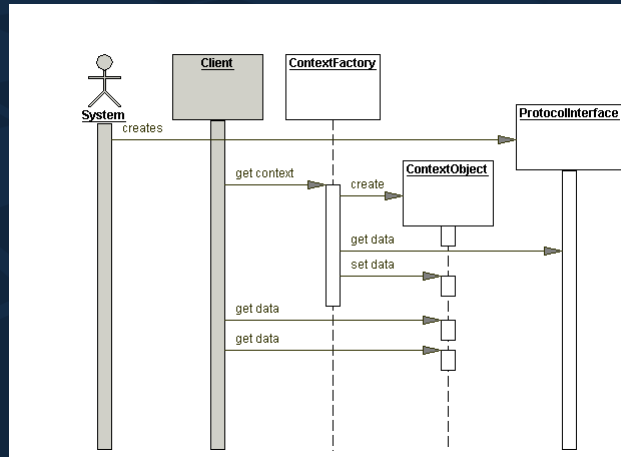 Client
ContextFactory
System
ProtocolInterface
creates
ContextObject
get context
create
get data
set data
get data
get data